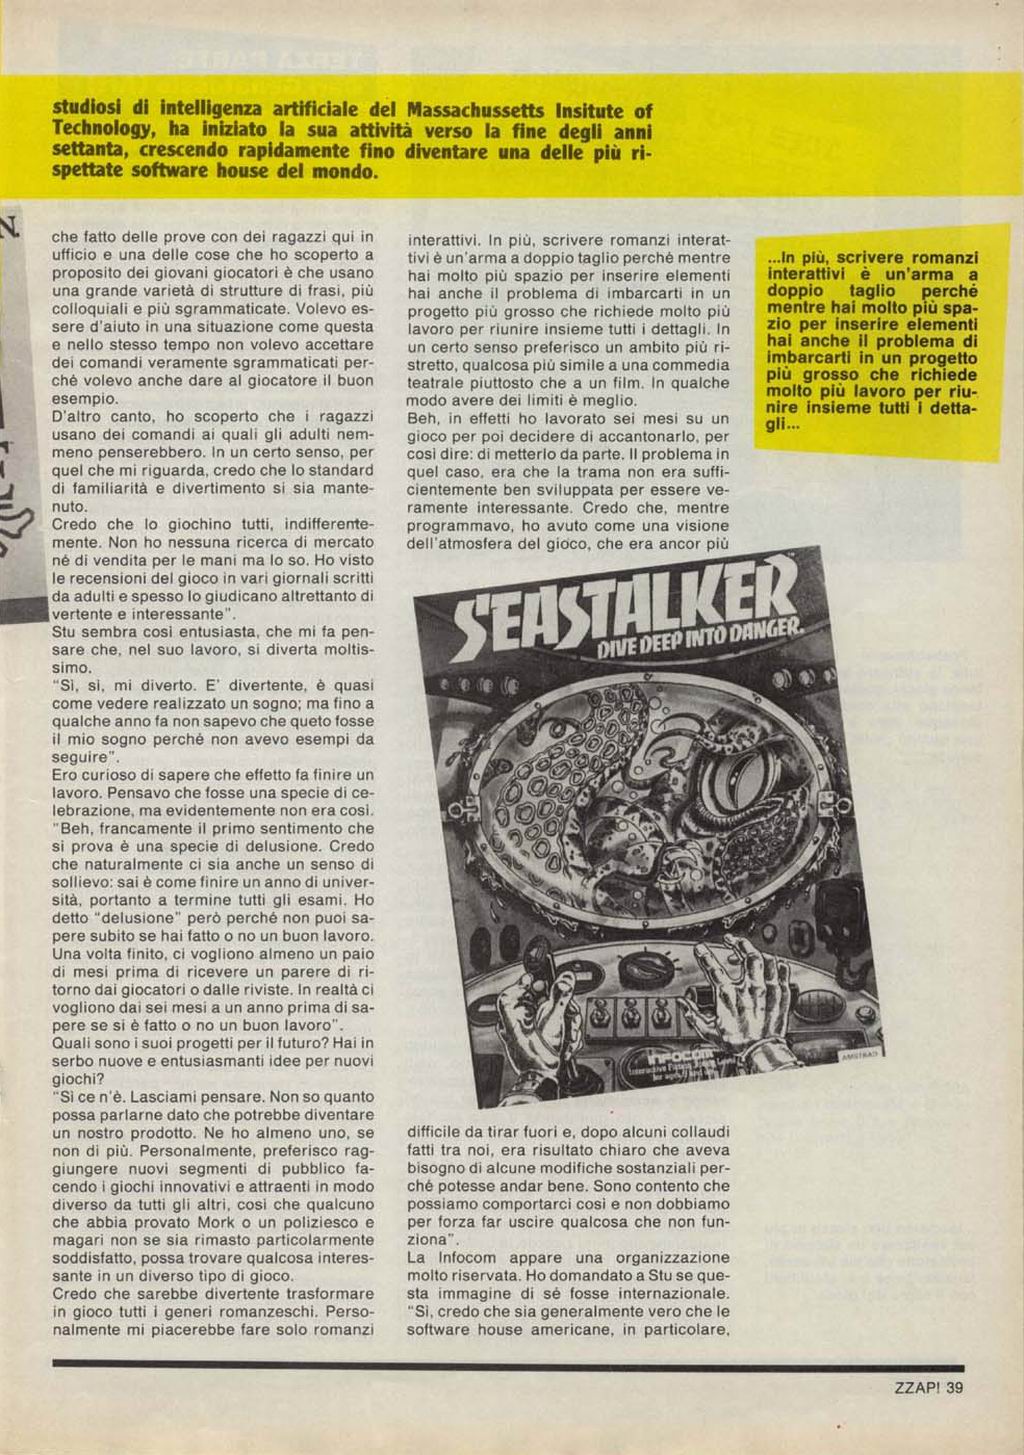 studiosi di intelligenza artificiale del Massachussetts Insitute of
Technology, ha iniziato la sua attività verso la fine degli anni
settanta, crescendo rapidamente fino diventare una delle più ri-
spettate software house del mondo.
che fatto delle prove con dei ragazzi qui in
ufficio e una delle cose che ho scoperto a
proposito dei giovani giocatori è che usano
una grande varietà di strutture di frasi, più
colloquiali e più sgrammaticate. Volevo es-
sere d'aiuto in una situazione come questa
e nello stesso tempo non volevo accettare
dei comandi veramente sgrammaticati per-
ché volevo anche dare al giocatore il buon
esempio.
D'altro canto, ho scoperto che i ragazzi
usano dei comandi ai quali gli adulti nem-
meno penserebbero. In un certo senso, per
quel che mi riguarda, credo che lo standard
di familiarità e divertimento si sia mante-
nuto.
Credo che lo giochino tutti, indifferente-
mente. Non ho nessuna ricerca di mercato
né di vendita per le mani ma lo so. Ho visto
le recensioni del gioco in vari giornali scritti
da adulti e spesso lo giudicano altrettanto di
vertente e interessante".
Stu sembra così entusiasta, che mi fa pen-
sare che, nel suo lavoro, si diverta moltis-
simo.
"Sì, sì, mi diverto. E' divertente, è quasi
come vedere realizzato un sogno; ma fino a
qualche anno fa non sapevo che queto fosse
il mio sogno perché non avevo esempi da
seguire".
Ero curioso di sapere che effetto fa finire un
lavoro. Pensavo che fosse una specie di ce-
lebrazione, ma evidentemente non era così.
"Beh, francamente il primo sentimento che
si prova è una specie di delusione. Credo
che naturalmente ci sia anche un senso di
sollievo: sai è come finire un anno di univer-
sità, portanto a termine tutti gli esami. Ho
detto "delusione" però perché non puoi sa-
pere subito se hai fatto o no un buon lavoro.
Una volta finito, ci vogliono almeno un paio
di mesi prima di ricevere un parere di ri-
torno dai giocatori o dalle riviste. In realtà ci
vogliono dai sei mesi a un anno prima di sa-
pere se si è fatto o no un buon lavoro".
Quali sono i suoi progetti per il futuro? Hai in
serbo nuove e entusiasmanti idee per nuovi
giochi?
"Sì ce n'è. Lasciami pensare. Non so quanto
possa parlarne dato che potrebbe diventare
un nostro prodotto. Ne ho almeno uno, se
non di più. Personalmente, preferisco rag-
giungere nuovi segmenti di pubblico fa-
cendo i giochi innovativi e attraenti in modo
diverso da tutti gli altri, così che qualcuno
che abbia provato Mork o un poliziesco e
magari non se sia rimasto particolarmente
soddisfatto, possa trovare qualcosa interes-
sante in un diverso tipo di gioco.
Credo che sarebbe divertente trasformare
in gioco tutti i generi romanzeschi. Perso-
nalmente mi piacerebbe fare solo romanzi
interattivi. In più, scrivere romanzi interat-
tivi è un'arma a doppio taglio perché mentre
hai molto più spazio per inserire elementi
hai anche il problema di imbarcarti in un
progetto più grosso che richiede molto più
lavoro per riunire insieme tutti i dettagli. In
un certo senso preferisco un ambito più ri-
stretto, qualcosa più simile a una commedia
teatrale piuttosto che a un film. In qualche
modo avere dei limiti è meglio.
Beh, in effetti ho lavorato sei mesi su un
gioco per poi decidere di accantonarlo, per
così dire: di metterlo da parte. Il problema in
quel caso, era che la trama non era suffi-
cientemente ben sviluppata per essere ve-
ramente interessante. Credo che, mentre
programmavo, ho avuto come una visione
dell'atmosfera del gioco, che era ancor più
SEASTALKER
DIVE DEEP INTO DANGER.
INFOCOM
AMSTRAD
difficile da tirar fuori e, dopo alcuni collaudi
fatti tra noi, era risultato chiaro che aveva
bisogno di alcune modifiche sostanziali per-
ché potesse andar bene. Sono contento che
possiamo comportarci così e non dobbiamo
per forza far uscire qualcosa che non fun-
ziona".
La Infocom appare una organizzazione
molto riservata. Ho domandato a Stu se que-
sta immagine di sé fosse internazionale.
"Sì, credo che sia generalmente vero che le
software house americane, in particolare,
...In più, scrivere romanzi
interattivi è un'arma a
doppio taglio perché
mentre hai molto più spa-
zio per inserire elementi
hai anche il problema di
imbarcarti in un progetto
più grosso che richiede
molto più lavoro per riu-
nire insieme tutti i detta-
gli...
ZZAP! 39